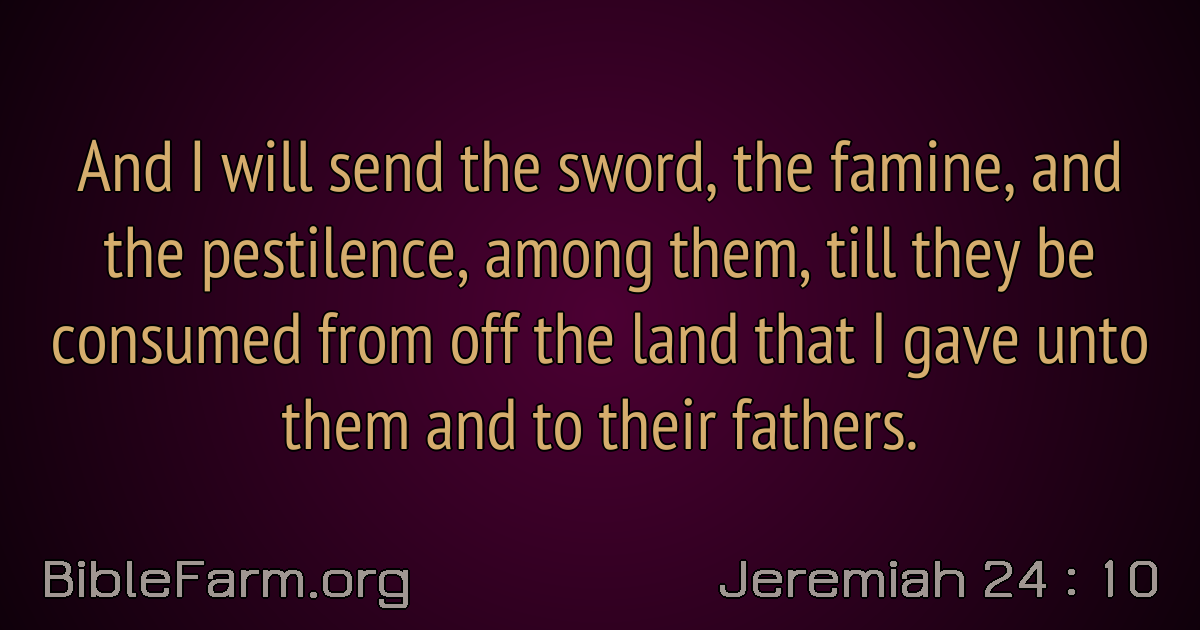 And I will send the sword, the famine, and
the pestilence, among them, till they be
consumed from off the land that I gave unto
them and to their fathers.
BibleFarm.org
Jeremiah 24 : 10